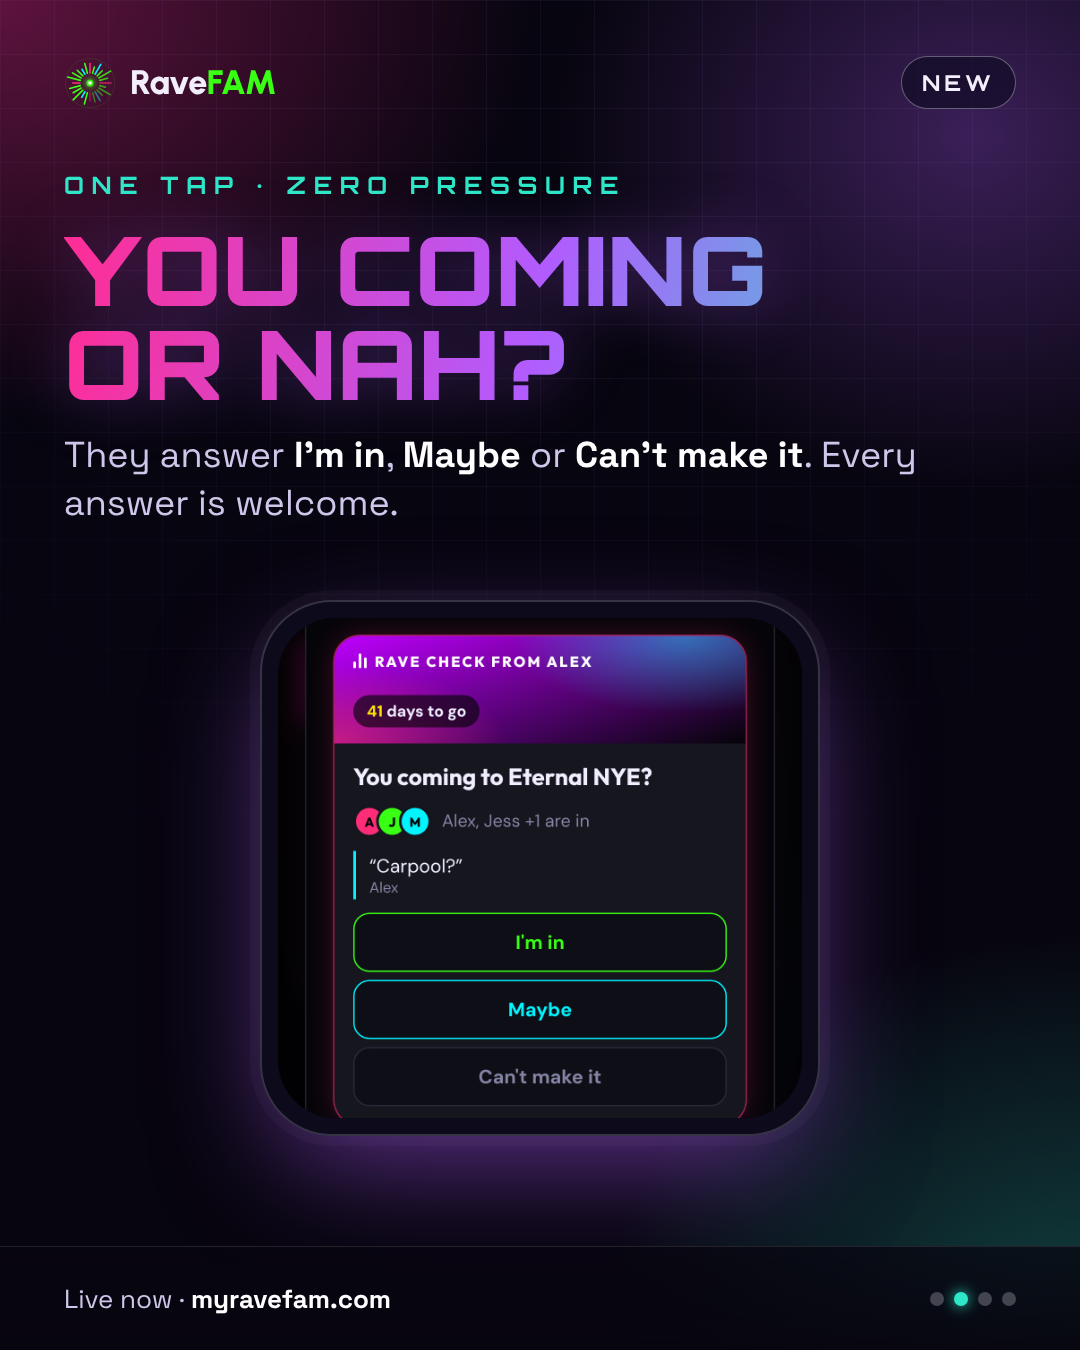 RaveFAM
NEW
ONE TAP · ZERO PRESSURE
YOU COMING
OR NAH?
They answer I’m in, Maybe or Can’t make it. Every
answer is welcome.
RAVE CHECK FROM ALEX
41 days to go
You coming to Eternal NYE?
A J M Alex, Jess +1 are in
“Carpool?”
Alex
I'm in
Maybe
Can't make it
Live now · myravefam.com